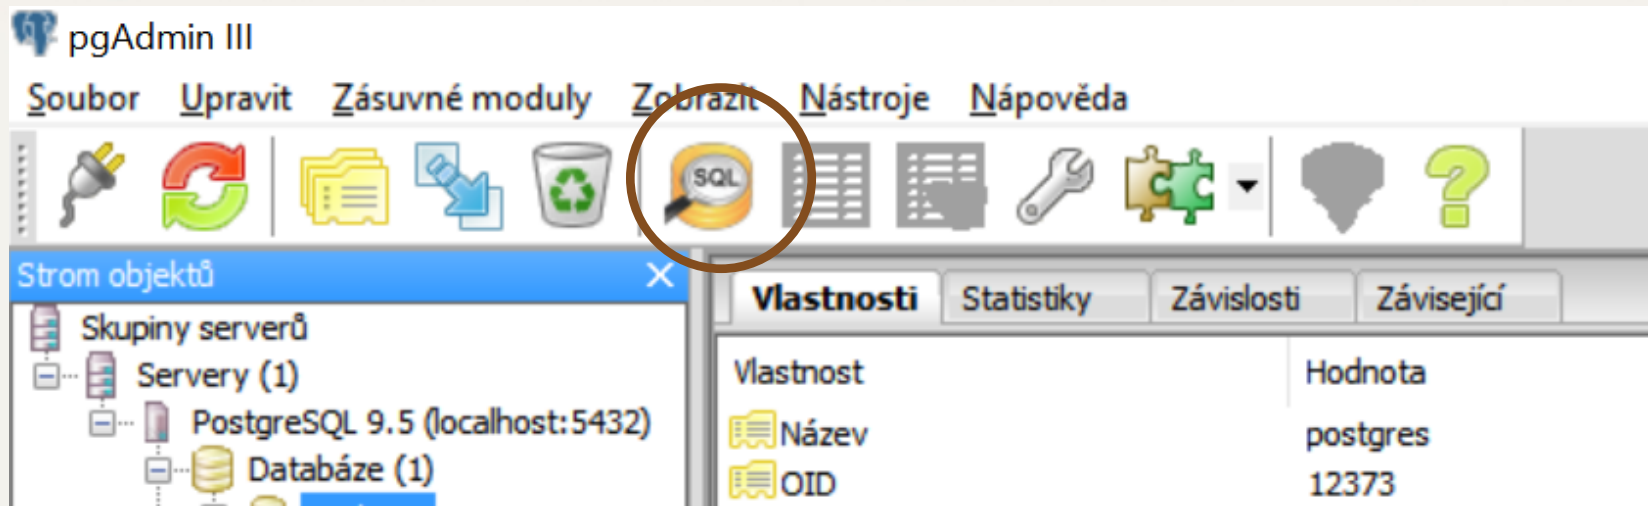 pgAdmin III
Soubor Upravit Zásuvné moduly Zobrazit Nástroje Nápověda
SQL
Strom objektů
Skupiny serverů
Servery (1)
PostgreSQL 9.5 (localhost:5432)
Databáze (1)
Vlastnosti Statistiky Závislosti Závisející
Vlastnost Hodnota
Název postgres
OID 12373